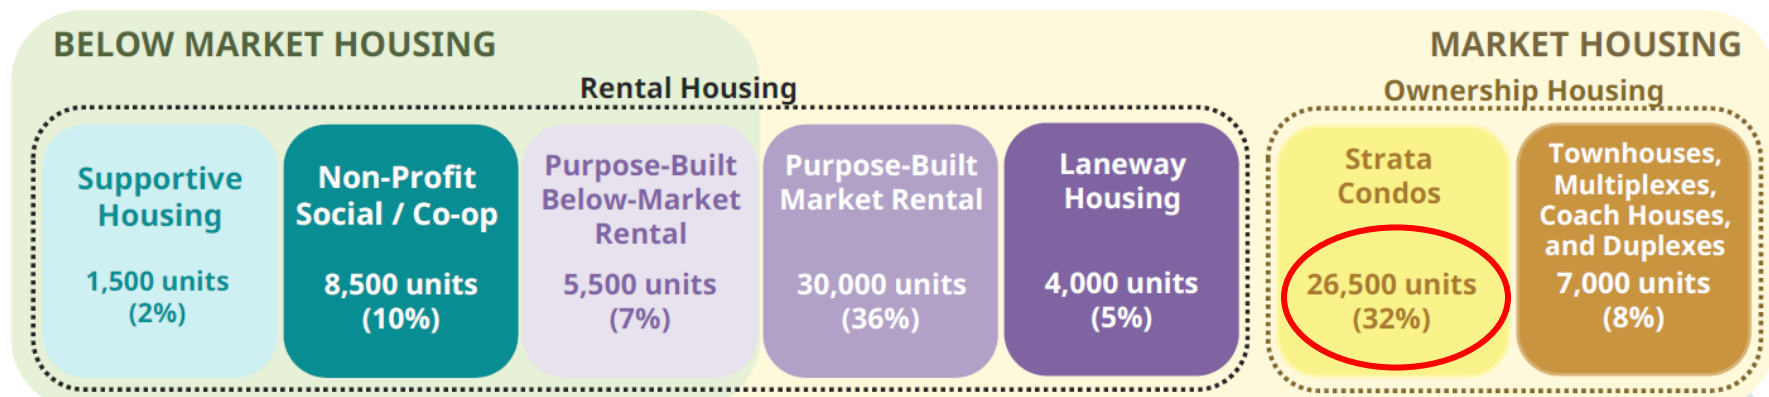 BELOW MARKET HOUSING
MARKET HOUSING
Rental Housing
Ownership Housing
Supportive
Housing
1,500 units
(2%)
Non-Profit
Social / Co-op
8,500 units
(10%)
Purpose-Built
Below-Market
Rental
5,500 units
(7%)
Purpose-Built
Market Rental
30,000 units
(36%)
Laneway
Housing
4,000 units
(5%)
Strata
Condos
26,500 units
(32%)
Townhouses,
Multiplexes,
Coach Houses,
and Duplexes
7,000 units
(8%)